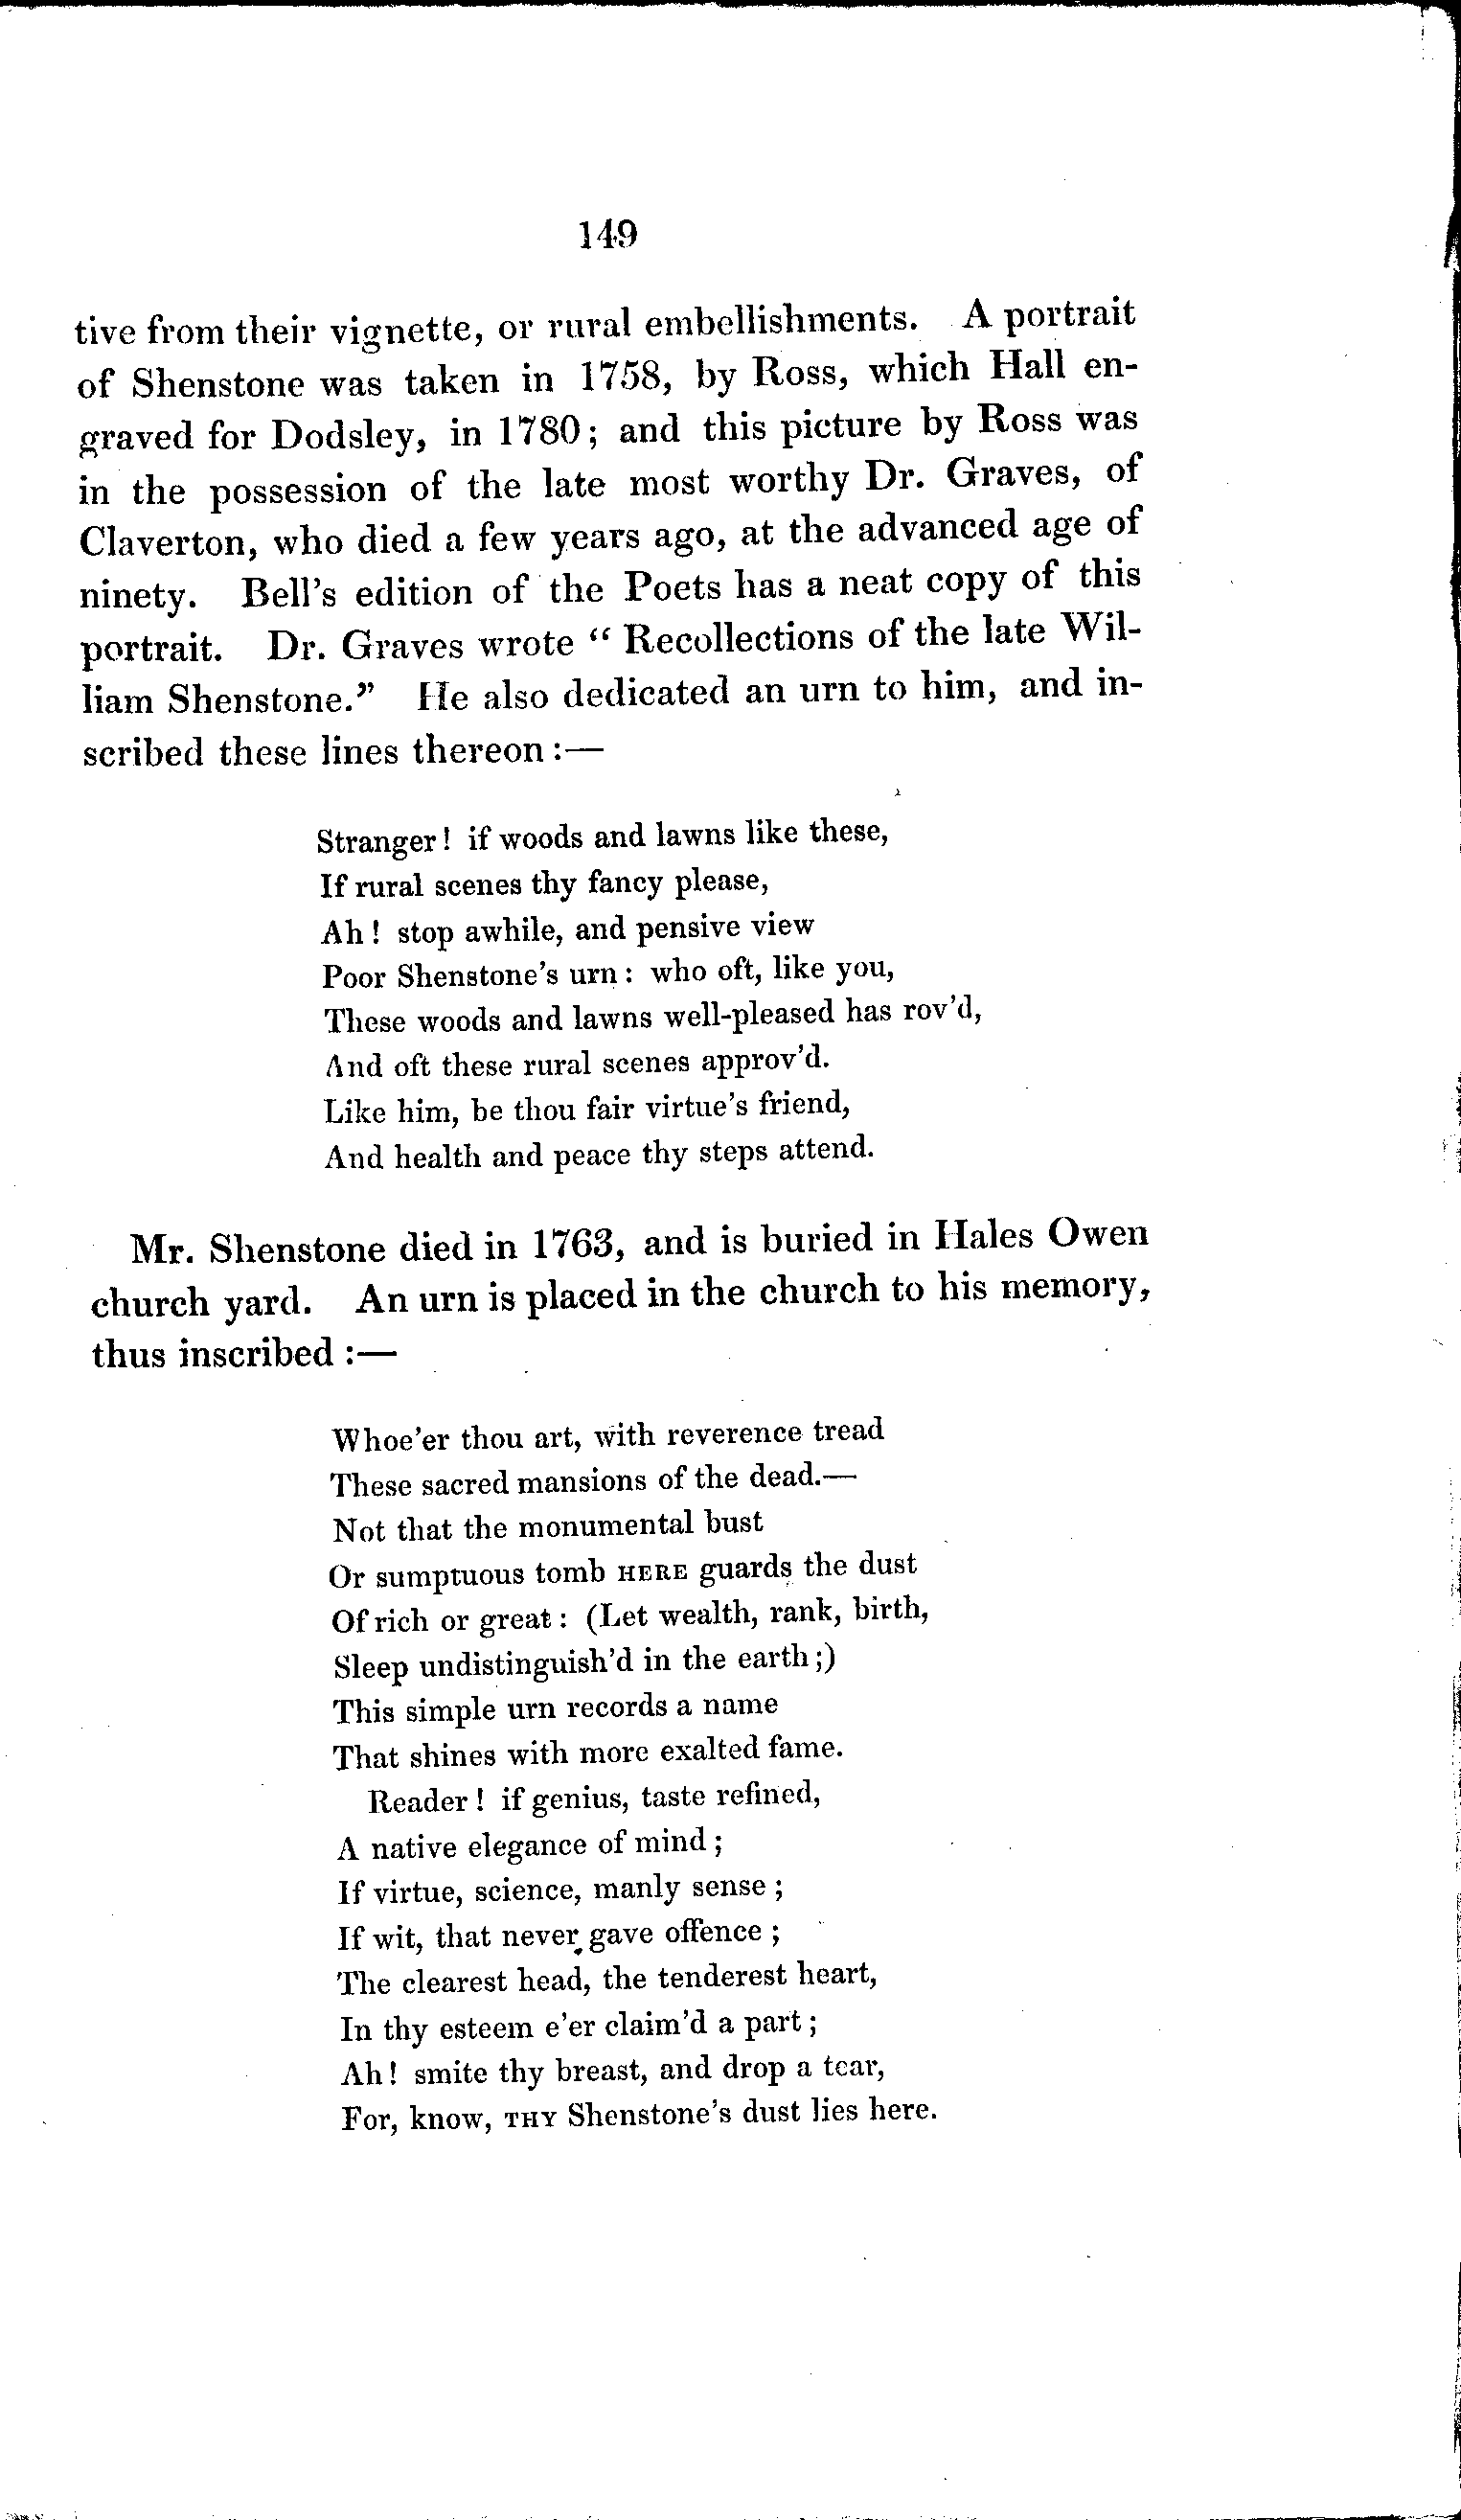 149
tive from their vignette, or rural embellishments. A portrait
of Shenstone was taken in 1758, by Ross, which Hall en-
graved for Dodsley, in 1780; and this picture by Ross was
in the possession of the late most worthy Dr. Graves, of
Claverton, who died a few years ago, at the advanced age of
ninety. Bell's edition of the Poets has a neat copy of this
portrait. Dr. Graves wrote “ Recollections of the late Wil-
liam Shenstone.” He also dedicated an urn to him, and in-
scribed these lines thereon :—
Stranger! if woods and lawns like these,
If rural scenes thy fancy please,
Ah! stop awhile, and pensive view
Poor Shenstone's urn: who oft, like you,
These woods and lawns well-pleased has rov'd,
And oft these rural scenes approv'd.
Like him, be thou fair virtue's friend,
And health and peace thy steps attend.
Mr. Shenstone died in 1763, and is buried in Hales Owen
church yard. An urn is placed in the church to his memory,
thus inscribed :—
Whoe'er thou art, with reverence tread
These sacred mansions of the dead.—
Not that the monumental bust
Or sumptuous tomb HERE guards the dust
Of rich or great: (Let wealth, rank, birth,
Sleep undistinguish'd in the earth;)
This simple urn records a name
That shines with more exalted fame.
Reader! if genius, taste refined,
A native elegance of mind;
If virtue, science, manly sense;
If wit, that never gave offence;
The clearest head, the tenderest heart,
In thy esteem e'er claim'd a part;
Ah! smite thy breast, and drop a tear,
For, know, THY Shenstone's dust lies here.